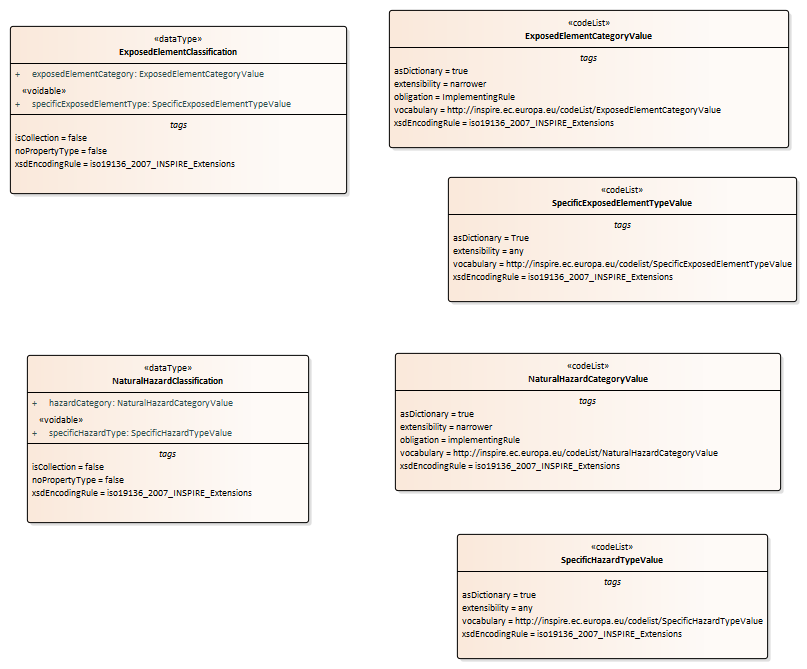 «dataType»
ExposedElementClassification
+ exposedElementCategory: ExposedElementCategoryValue
«voidable»
+ specificExposedElementType: SpecificExposedElementTypeValue
tags
isCollection = false
noPropertyType = false
xsdEncodingRule = iso19136_2007_INSPIRE_Extensions
«codeList»
ExposedElementCategoryValue
tags
asDictionary = true
extensibility = narrower
obligation = ImplementingRule
vocabulary = http://inspire.ec.europa.eu/codeList/ExposedElementCategoryValue
xsdEncodingRule = iso19136_2007_INSPIRE_Extensions
«codeList»
SpecificExposedElementTypeValue
tags
asDictionary = True
extensibility = any
vocabulary = http://inspire.ec.europa.eu/codelist/SpecificExposedElementTypeValue
xsdEncodingRule = iso19136_2007_INSPIRE_Extensions
«dataType»
NaturalHazardClassification
+ hazardCategory: NaturalHazardCategoryValue
«voidable»
+ specificHazardType: SpecificHazardTypeValue
tags
isCollection = false
noPropertyType = false
xsdEncodingRule = iso19136_2007_INSPIRE_Extensions
«codeList»
NaturalHazardCategoryValue
tags
asDictionary = true
extensibility = narrower
obligation = implementingRule
vocabulary = http://inspire.ec.europa.eu/codeList/NaturalHazardCategoryValue
xsdEncodingRule = iso19136_2007_INSPIRE_Extensions
«codeList»
SpecificHazardTypeValue
tags
asDictionary = true
extensibility = any
vocabulary = http://inspire.ec.europa.eu/codelist/SpecificHazardTypeValue
xsdEncodingRule = iso19136_2007_INSPIRE_Extensions